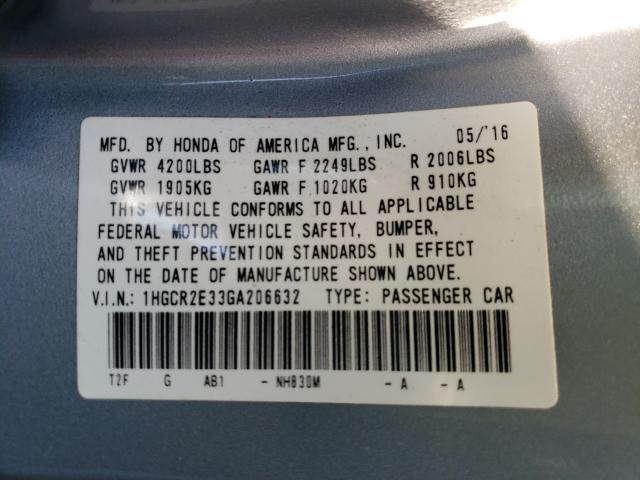 MFD. BY HONDA OF AMERICA MFG., INC. 05/'16
GVWR 4200LBS GAWR F 2249LBS R 2006LBS
GVWR 1905KG GAWR F 1020KG R 910KG
THIS VEHICLE CONFORMS TO ALL APPLICABLE
FEDERAL MOTOR VEHICLE SAFETY, BUMPER,
AND THEFT PREVENTION STANDARDS IN EFFECT
ON THE DATE OF MANUFACTURE SHOWN ABOVE.
V.I.N.: 1HGCR2E33GA206632 TYPE: PASSENGER CAR
T2F G AB1 - NH830M - A - A